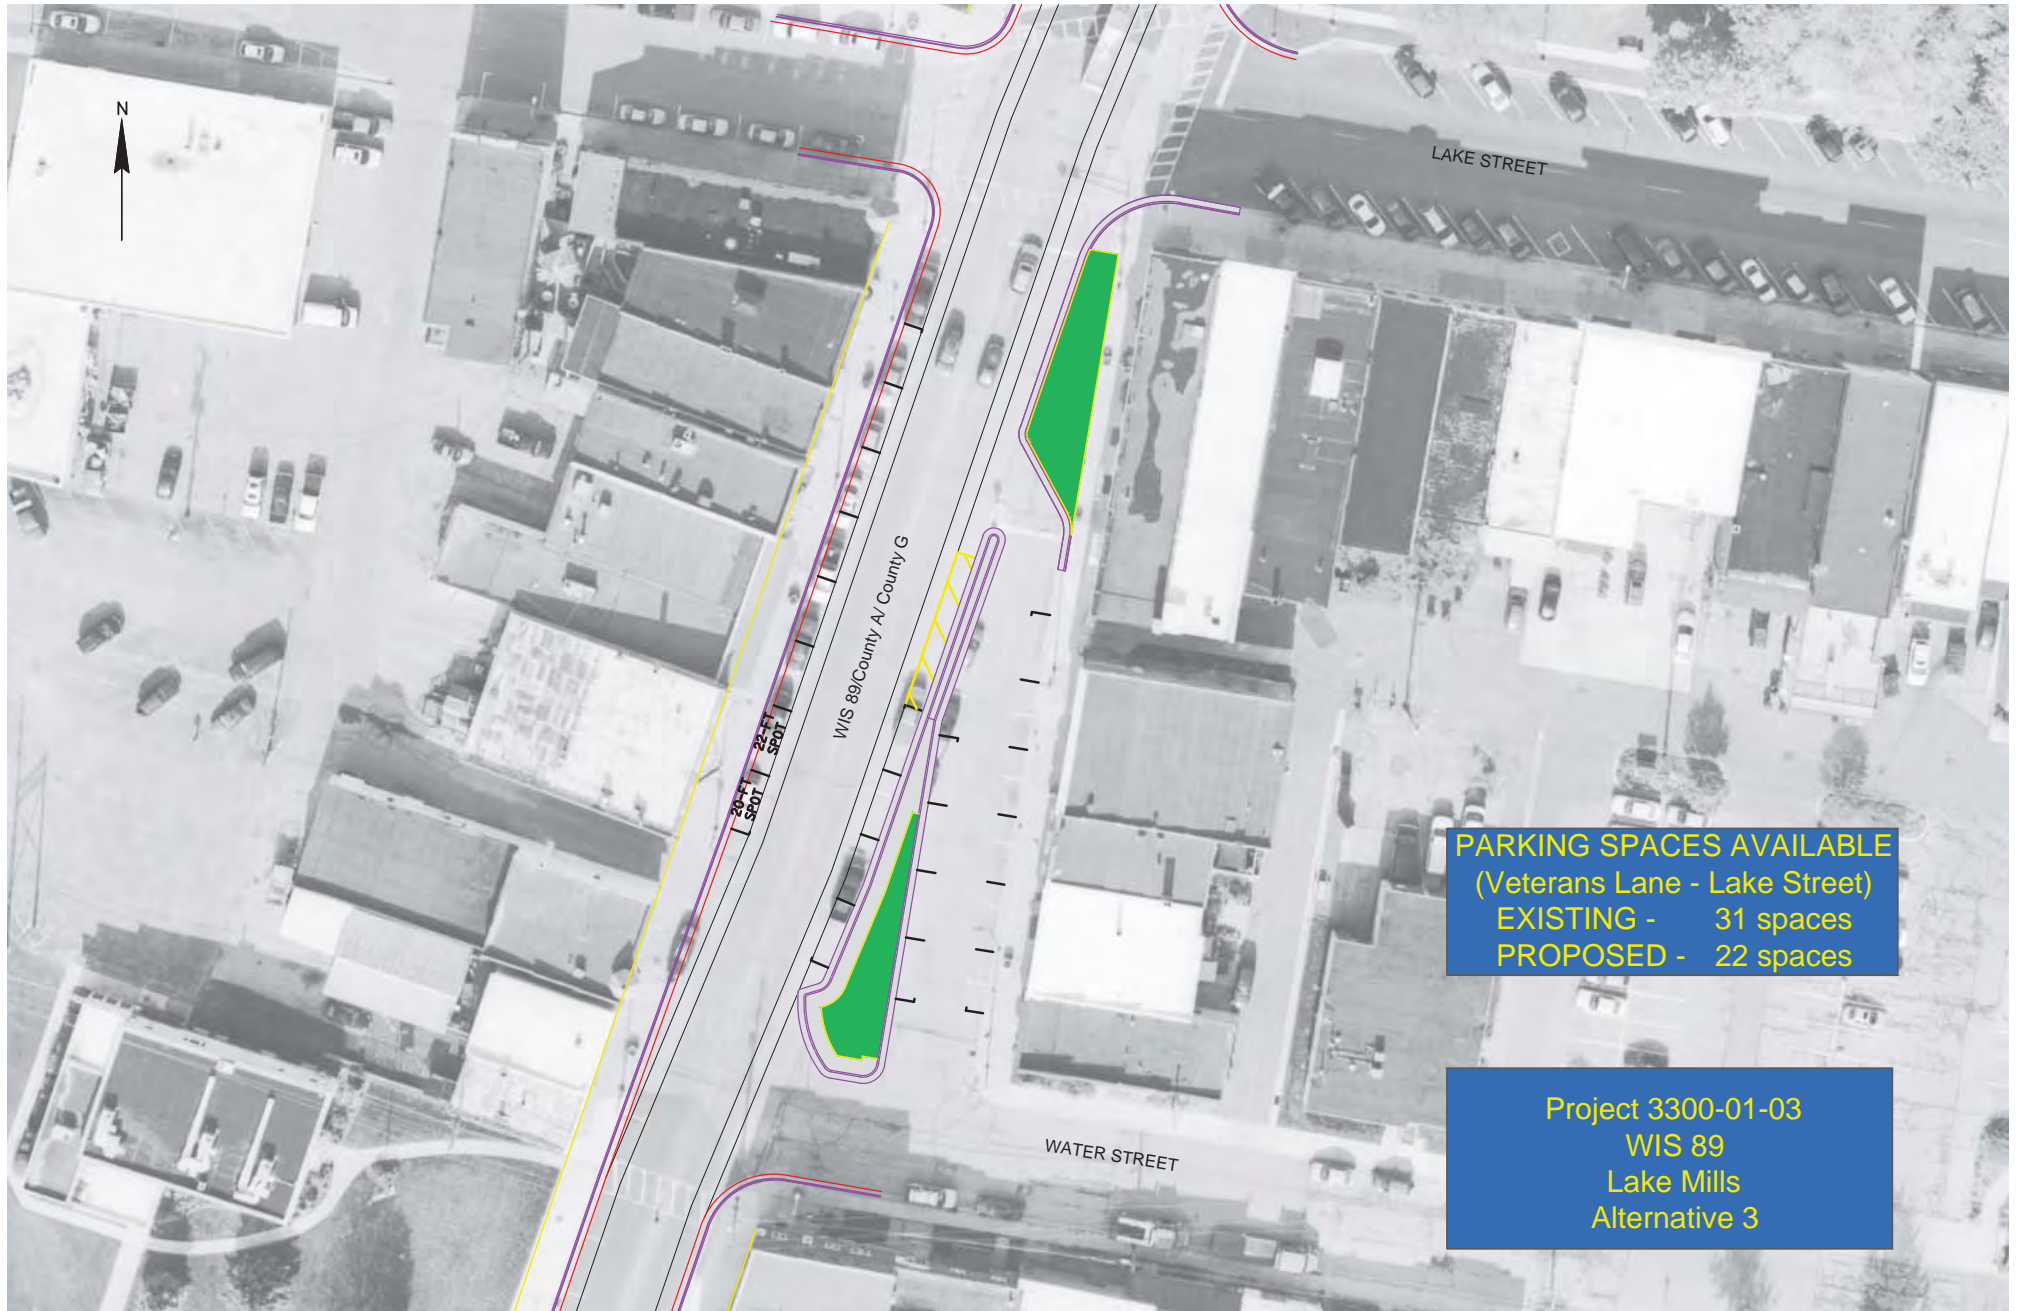 N
LAKE STREET
WIS 89/County A/ County G
22-FT
SPOT
20-FT
SPOT
PARKING SPACES AVAILABLE
(Veterans Lane - Lake Street)
EXISTING - 31 spaces
PROPOSED - 22 spaces
Project 3300-01-03
WIS 89
Lake Mills
Alternative 3
WATER STREET